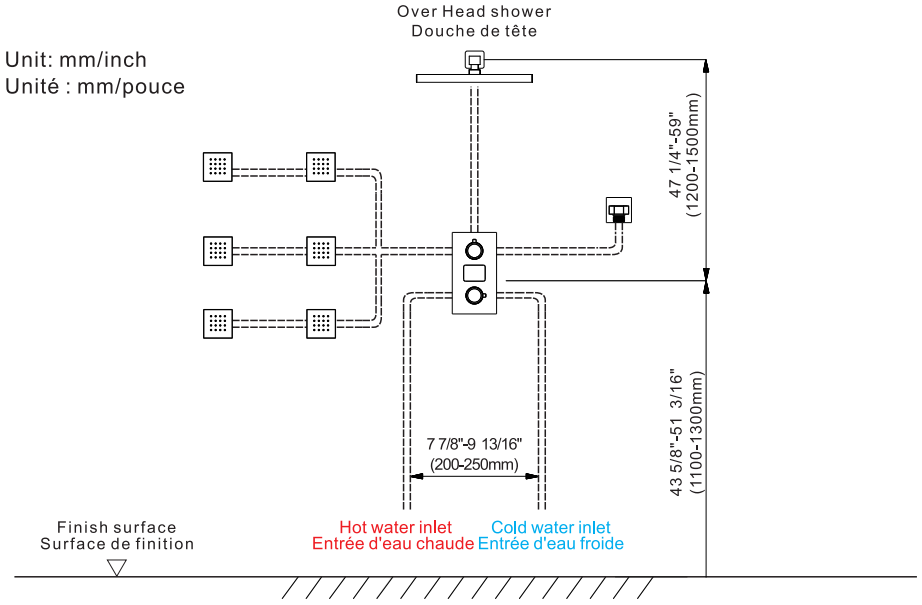 Over Head shower
Douche de tête
Unit: mm/inch
Unité : mm/pouce
47 1/4"-59"
(1200-1500mm)
43 5/8"-51 3/16"
(1100-1300mm)
7 7/8"-9 13/16"
(200-250mm)
Finish surface
Surface de finition
Hot water inlet
Entrée d'eau chaude
Cold water inlet
Entrée d'eau froide